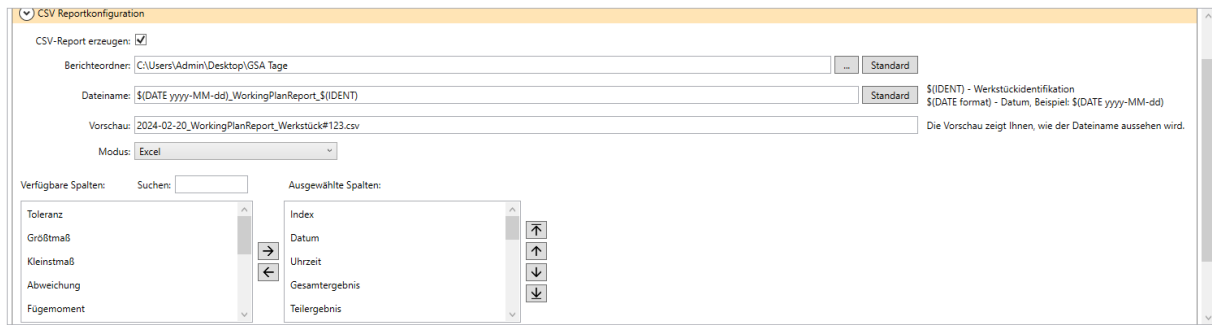 CSV Reportkonfiguration
CSV-Report erzeugen:
Berichteordner: C:\Users\Admin\Desktop\GSA Tage ... Standard
Dateiname: $(DATE yyyy-MM-dd)_WorkingPlanReport_$(IDENT) Standard
$(IDENT) - Werkstückidentifikation
$(DATE format) - Datum, Beispiel: $(DATE yyyy-MM-dd)
Vorschau: 2024-02-20_WorkingPlanReport_Werkstück#123.csv Die Vorschau zeigt Ihnen, wie der Dateiname aussehen wird.
Modus: Excel
Verfügbare Spalten: Suchen: Ausgewählte Spalten:
Toleranz
Größtmaß
Kleinstmaß
Abweichung
Fügemoment
Index
Datum
Uhrzeit
Gesamtergebnis
Teilergebnis